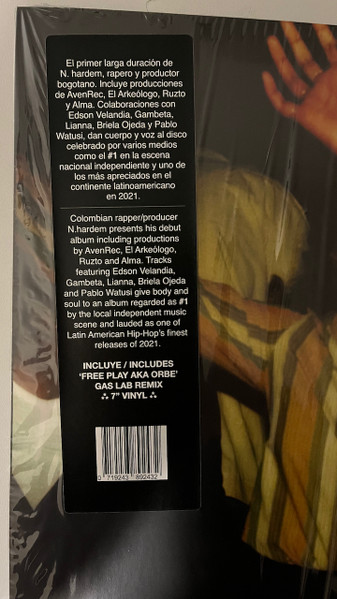 El primer larga duración de
N. hardem, rapero y productor
bogotano. Incluye producciones
de AvenRec, El Arkeólogo, Ruzto
y Alma. Colaboraciones con
Edson Velandia, Gambeta,
Lianna, Briela Ojeda y Pablo
Watusi, dan cuerpo y voz al disco
celebrado por varios medios
como el #1 en la escena
nacional independiente y uno de
los más apreciados en el
continente latinoamericano
en 2021.
Colombian rapper/producer
N.hardem presents his debut
album including productions
by AvenRec, El Arkeólogo,
Ruzto and Alma. Tracks
featuring Edson Velandia,
Gambeta, Lianna, Briela Ojeda
and Pablo Watusi give body and
soul to an album regarded as #1
by the local independent music
scene and lauded as one of
Latin American Hip-Hop's finest
releases of 2021.
INCLUYE / INCLUDES
'FREE PLAY AKA ORBE'
GAS LAB REMIX
∴ 7" VINYL ∴
0 719243 892432